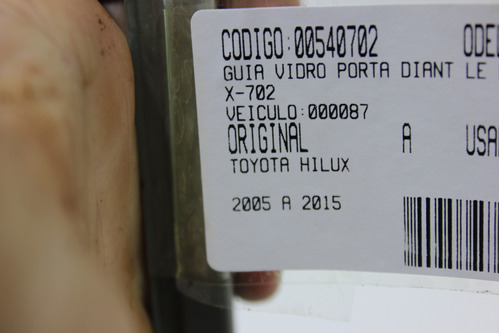 CODIGO:00540702
GUIA VIDRO PORTA DIANT LE
X-702
VEICULO:000087
ORIGINAL A
TOYOTA HILUX
2005 A 2015